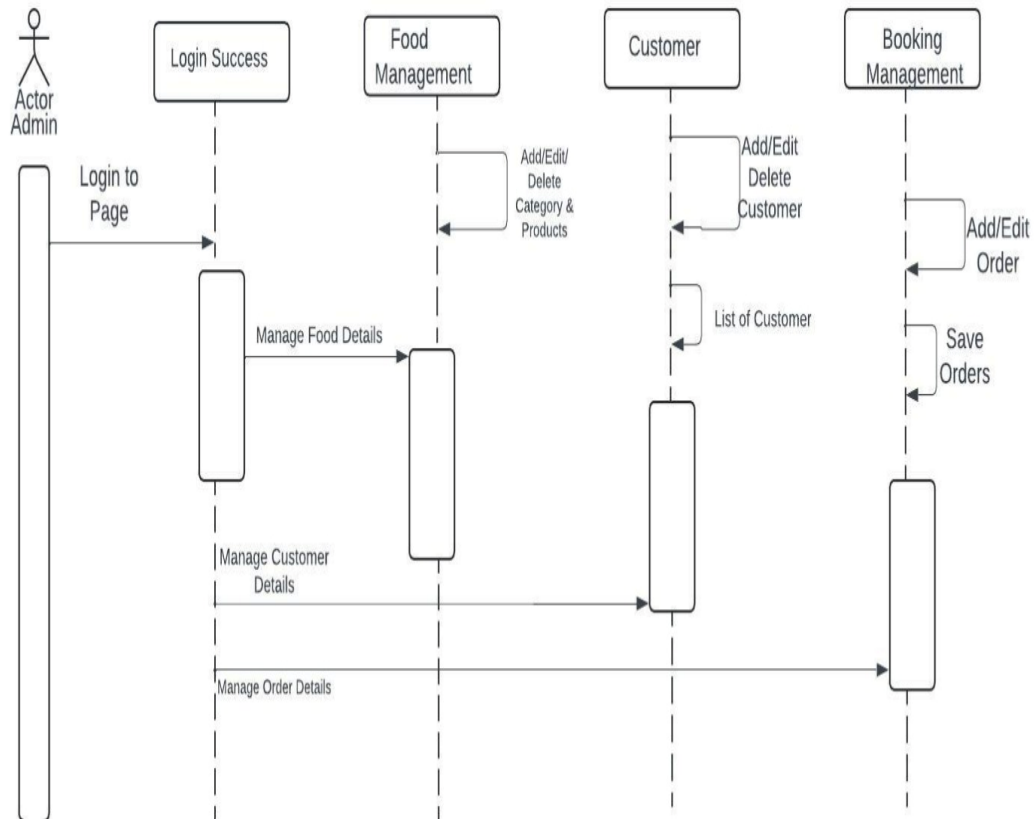 Actor
Admin
Login Success
Food
Management
Customer
Booking
Management
Login to
Page
Add/Edit/
Delete
Category &
Products
Add/Edit
Delete
Customer
Add/Edit
Order
List of Customer
Save
Orders
Manage Food Details
Manage Customer
Details
Manage Order Details